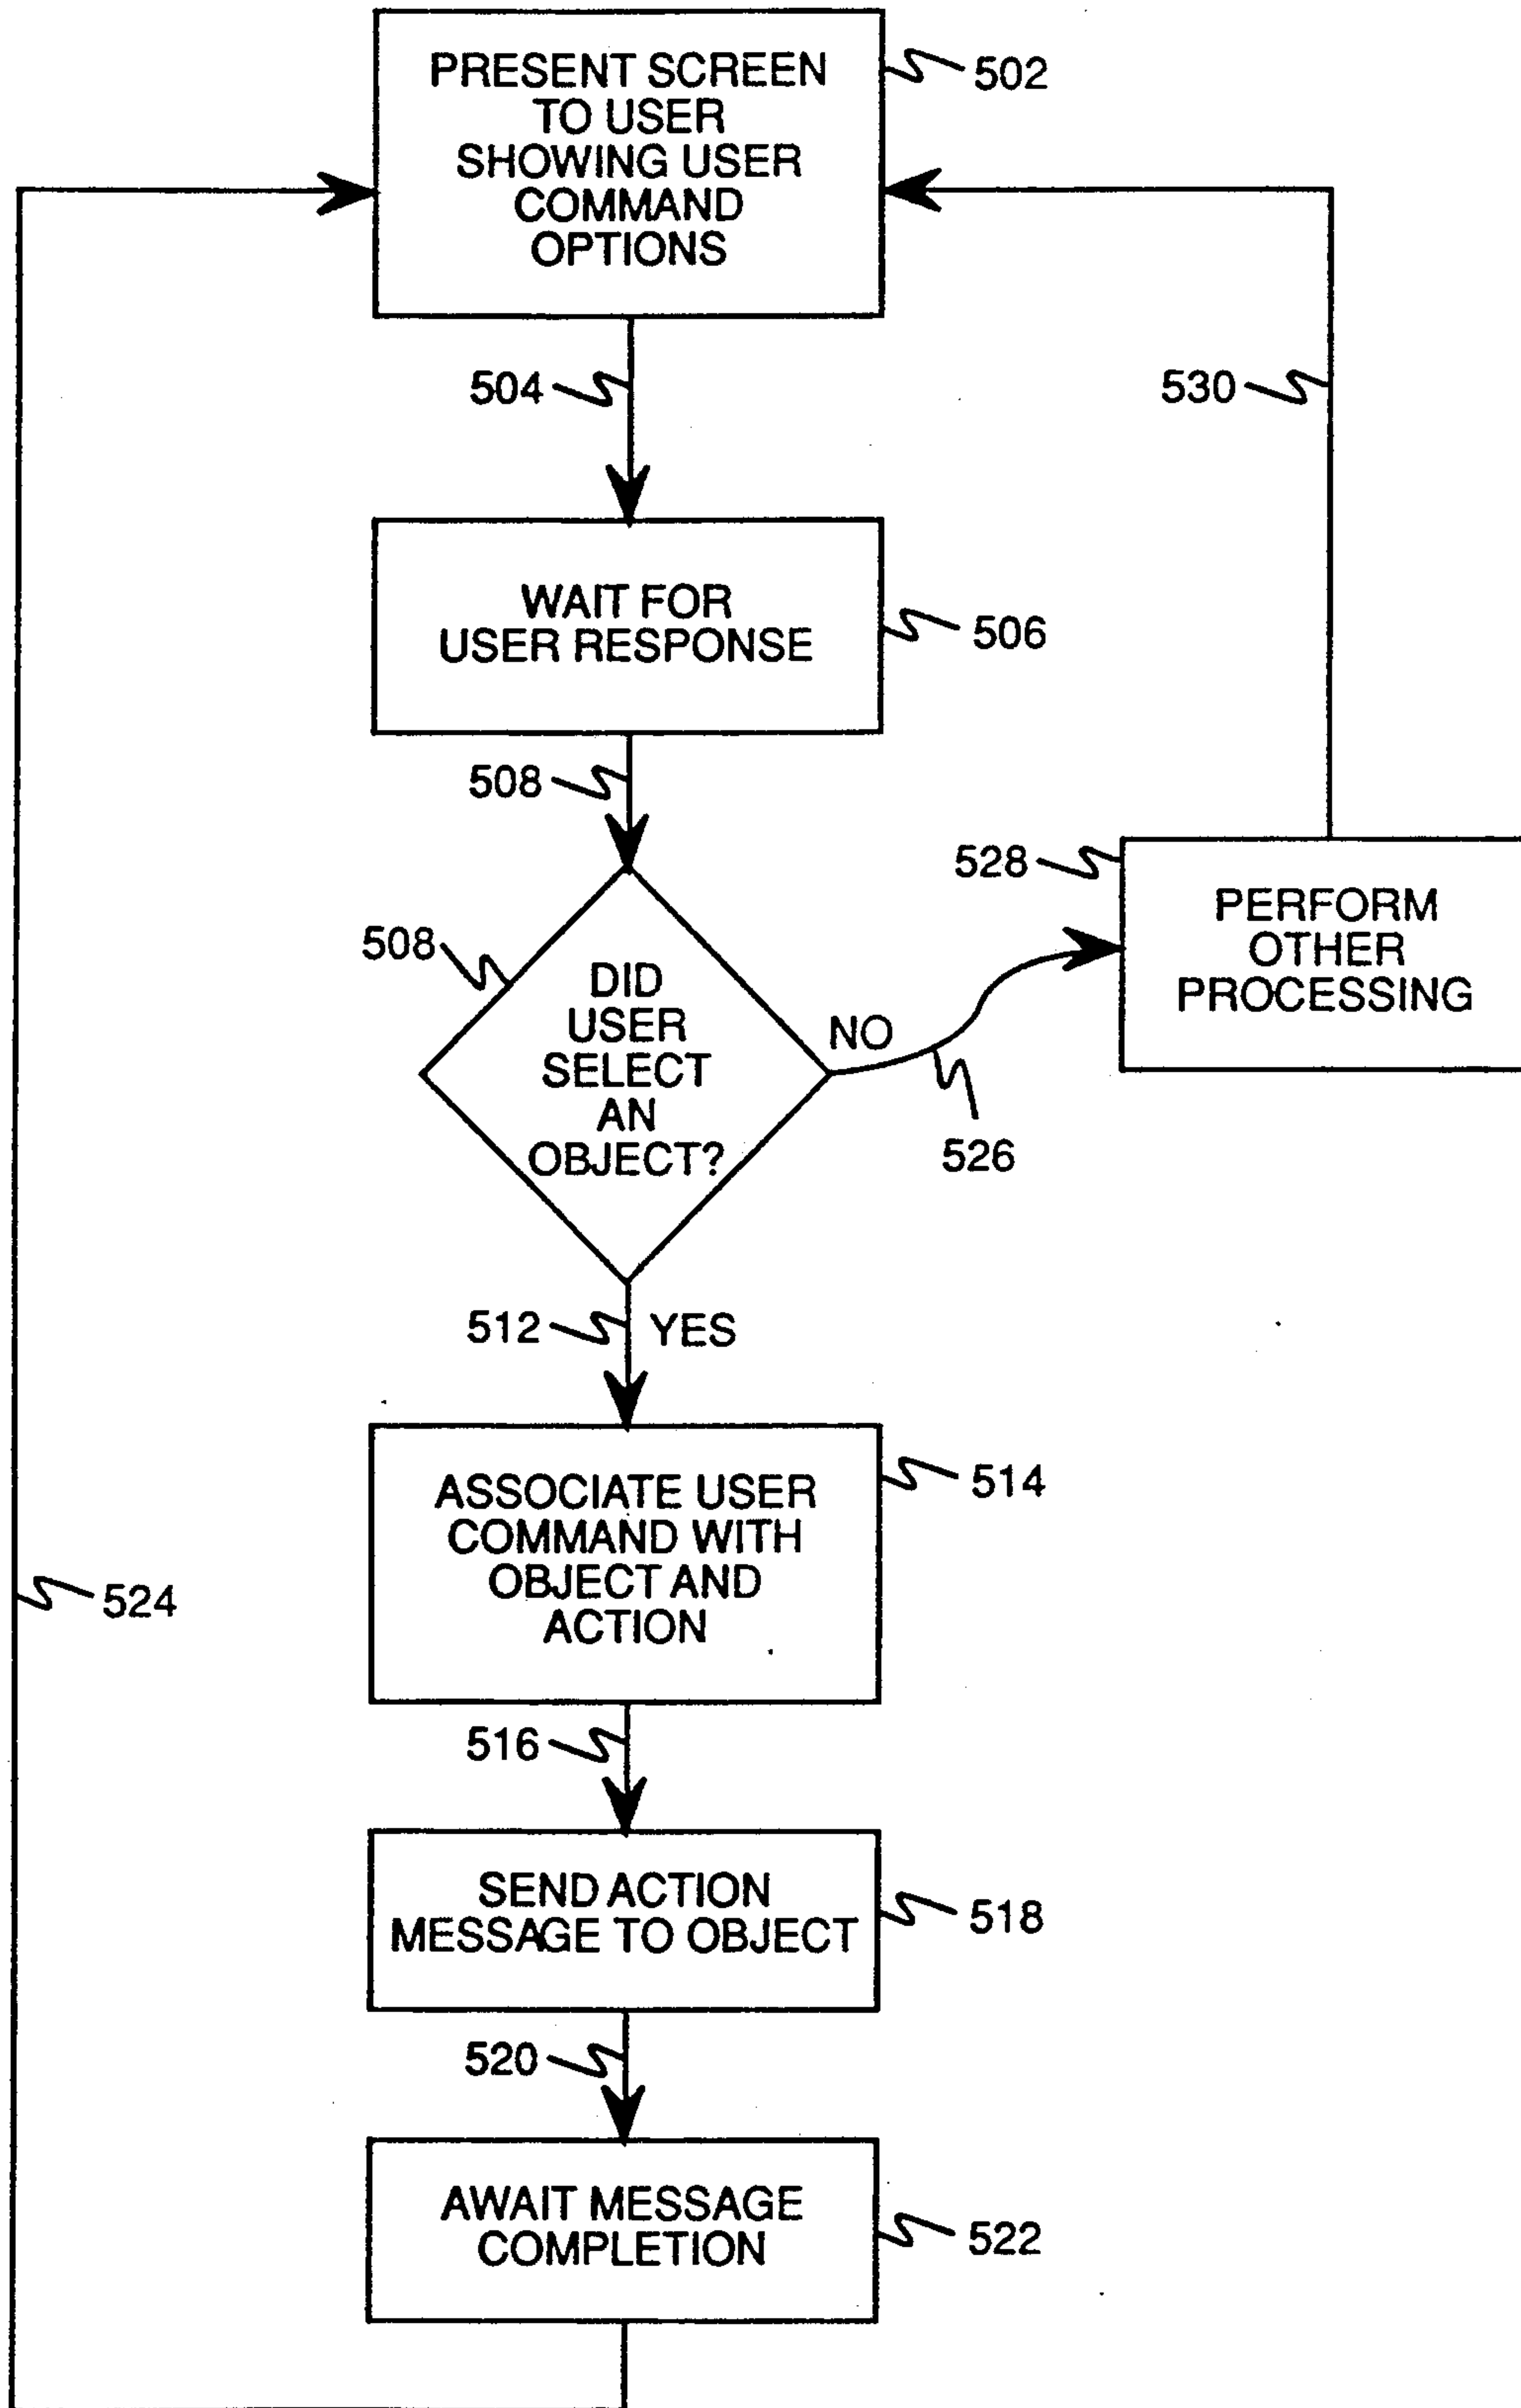 PRESENT SCREEN
TO USER
SHOWING USER
COMMAND
OPTIONS
502
504
530
WAIT FOR
USER RESPONSE
506
508
528
PERFORM
OTHER
PROCESSING
508
DID
USER
SELECT
AN
OBJECT?
NO
526
512
YES
ASSOCIATE USER
COMMAND WITH
OBJECT AND
ACTION
514
524
516
SEND ACTION
MESSAGE TO OBJECT
518
520
AWAIT MESSAGE
COMPLETION
522